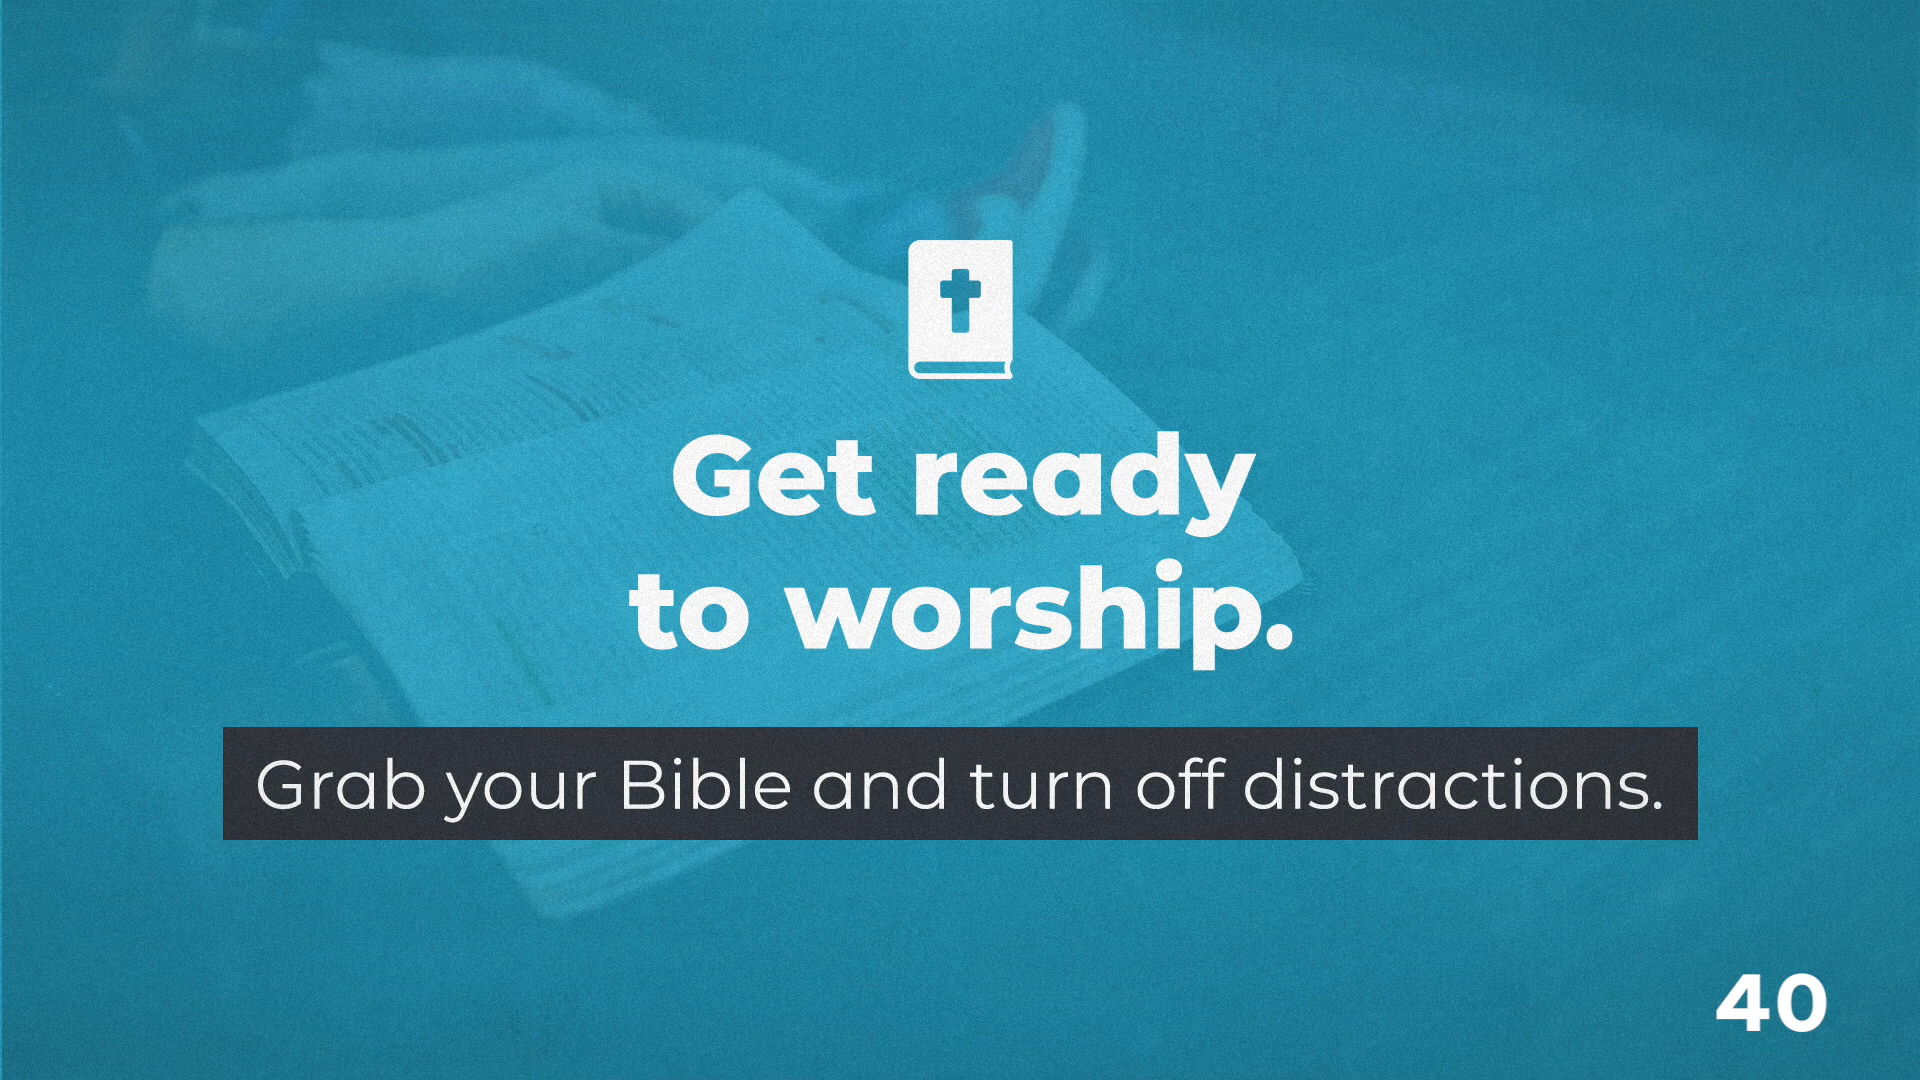 Get ready
to worship.
Grab your Bible and turn off distractions.
40